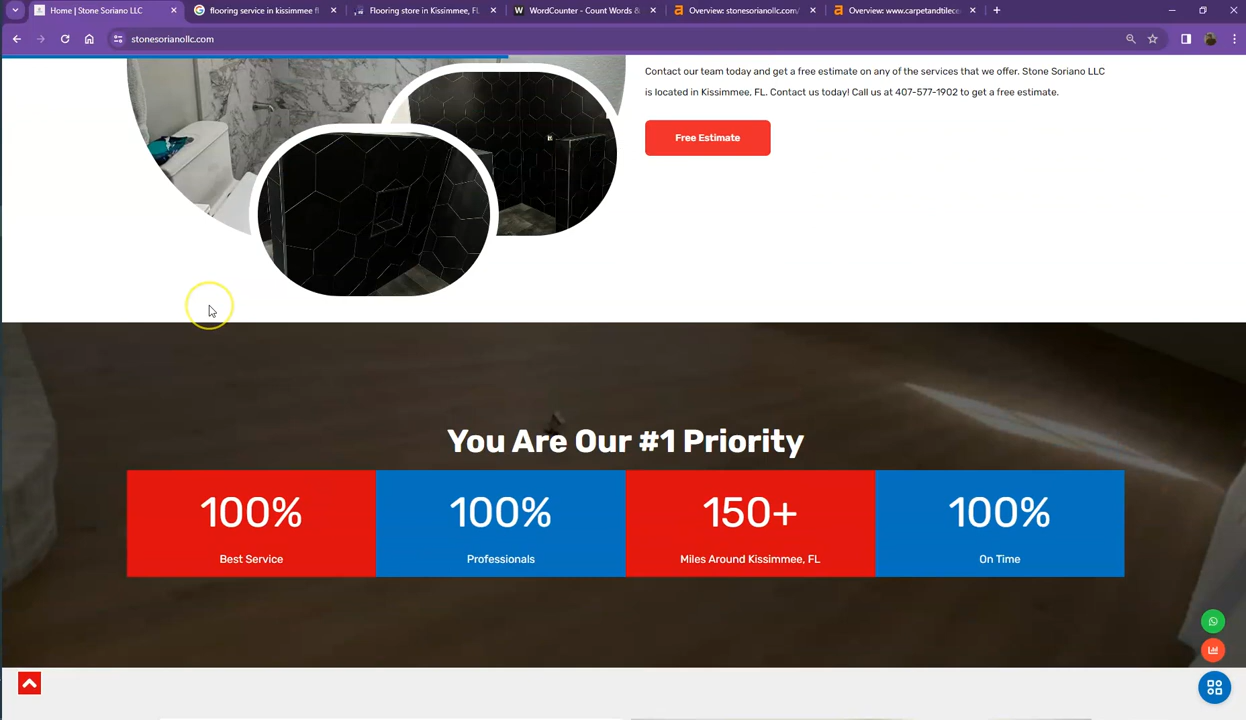 Home | Stone Soriano LLC
flooring service in kissimmee fl
Flooring store in Kissimmee, FL
WordCounter - Count Words &
Overview: stonesorianollc.com/
Overview: www.carpetandtilece
stonesorianollc.com
Contact our team today and get a free estimate on any of the services that we offer. Stone Soriano LLC
is located in Kissimmee, FL. Contact us today! Call us at 407-577-1902 to get a free estimate.
Free Estimate
You Are Our #1 Priority
100%
Best Service
100%
Professionals
150+
Miles Around Kissimmee, FL
100%
On Time